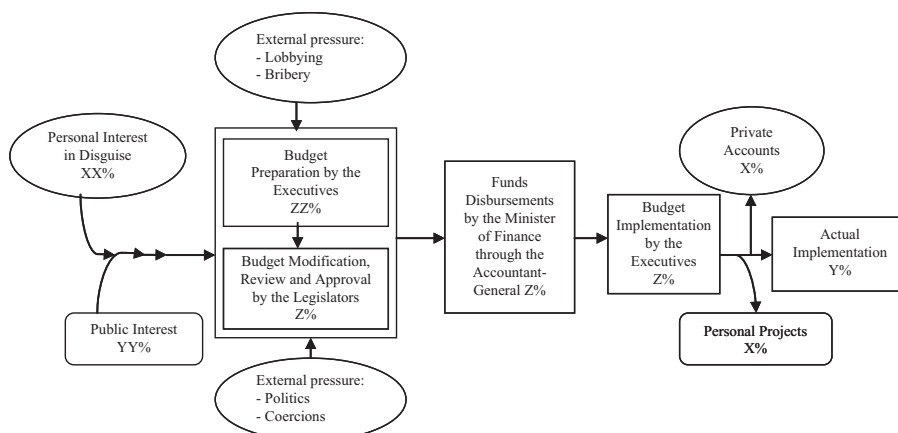 External pressure:
- Lobbying
- Bribery
Personal Interest
in Disguise
XX%
Budget
Preparation by the
Executives
ZZ%
Budget Modification,
Review and Approval
by the Legislators
Z%
Public Interest
YY%
External pressure:
- Politics
- Coercions
Funds
Disbursements
by the Minister
of Finance
through the
Accountant-
General Z%
Budget
Implementation
by the
Executives
Z%
Private
Accounts
X%
Actual
Implementation
Y%
Personal Projects
X%